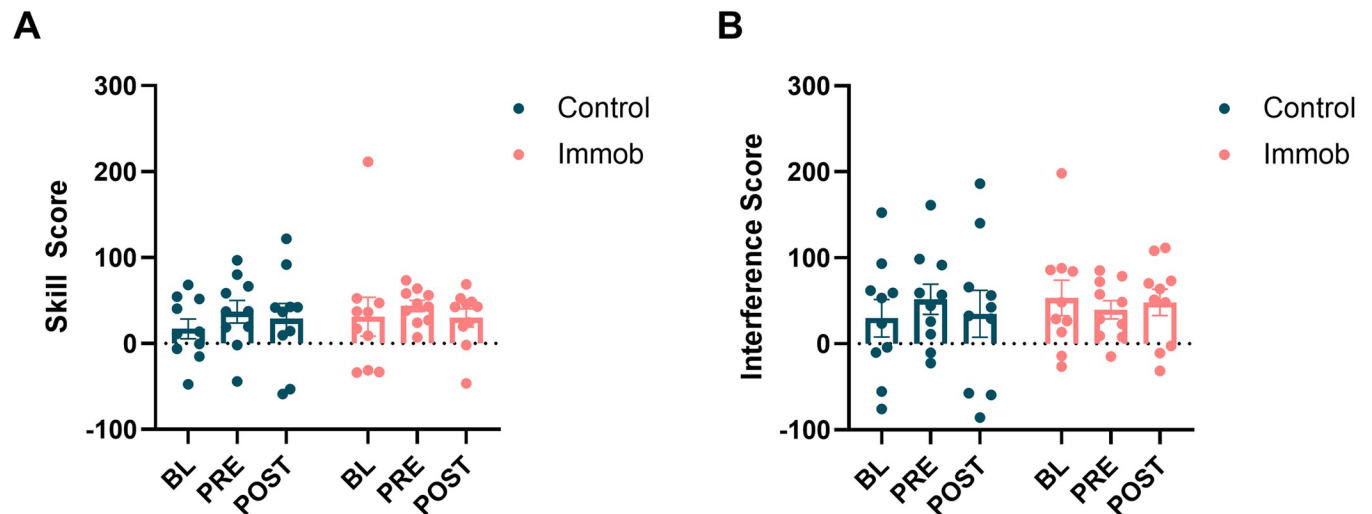 A
300
200
100
0
-100
Skill Score
BL
PRE
POST
BL
PRE
POST
Control
Immob
B
300
200
100
0
-100
Interference Score
BL
PRE
POST
BL
PRE
POST
Control
Immob